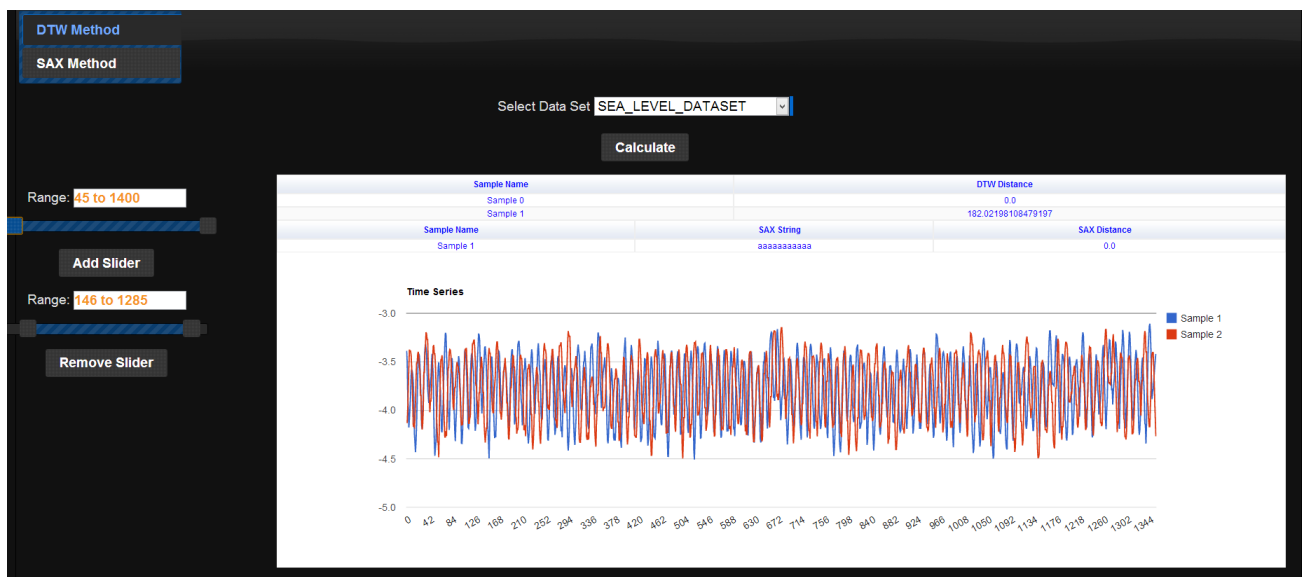 DTW Method
SAX Method
Select Data Set SEA_LEVEL_DATASET
Calculate
Range: 45 to 1400
Add Slider
Range: 146 to 1285
Remove Slider
Sample Name DTW Distance
Sample 0 0.0
Sample 1 182.02198108479197
Sample Name SAX String SAX Distance
Sample 1 aaaaaaaaaaa 0.0
Time Series
-3.0
-3.5
-4.0
-4.5
-5.0
0 42 84 126 168 210 252 294 336 378 420 462 504 546 588 630 672 714 756 798 840 882 924 966 1008 1050 1092 1134 1176 1218 1260 1302 1344
Sample 1
Sample 2